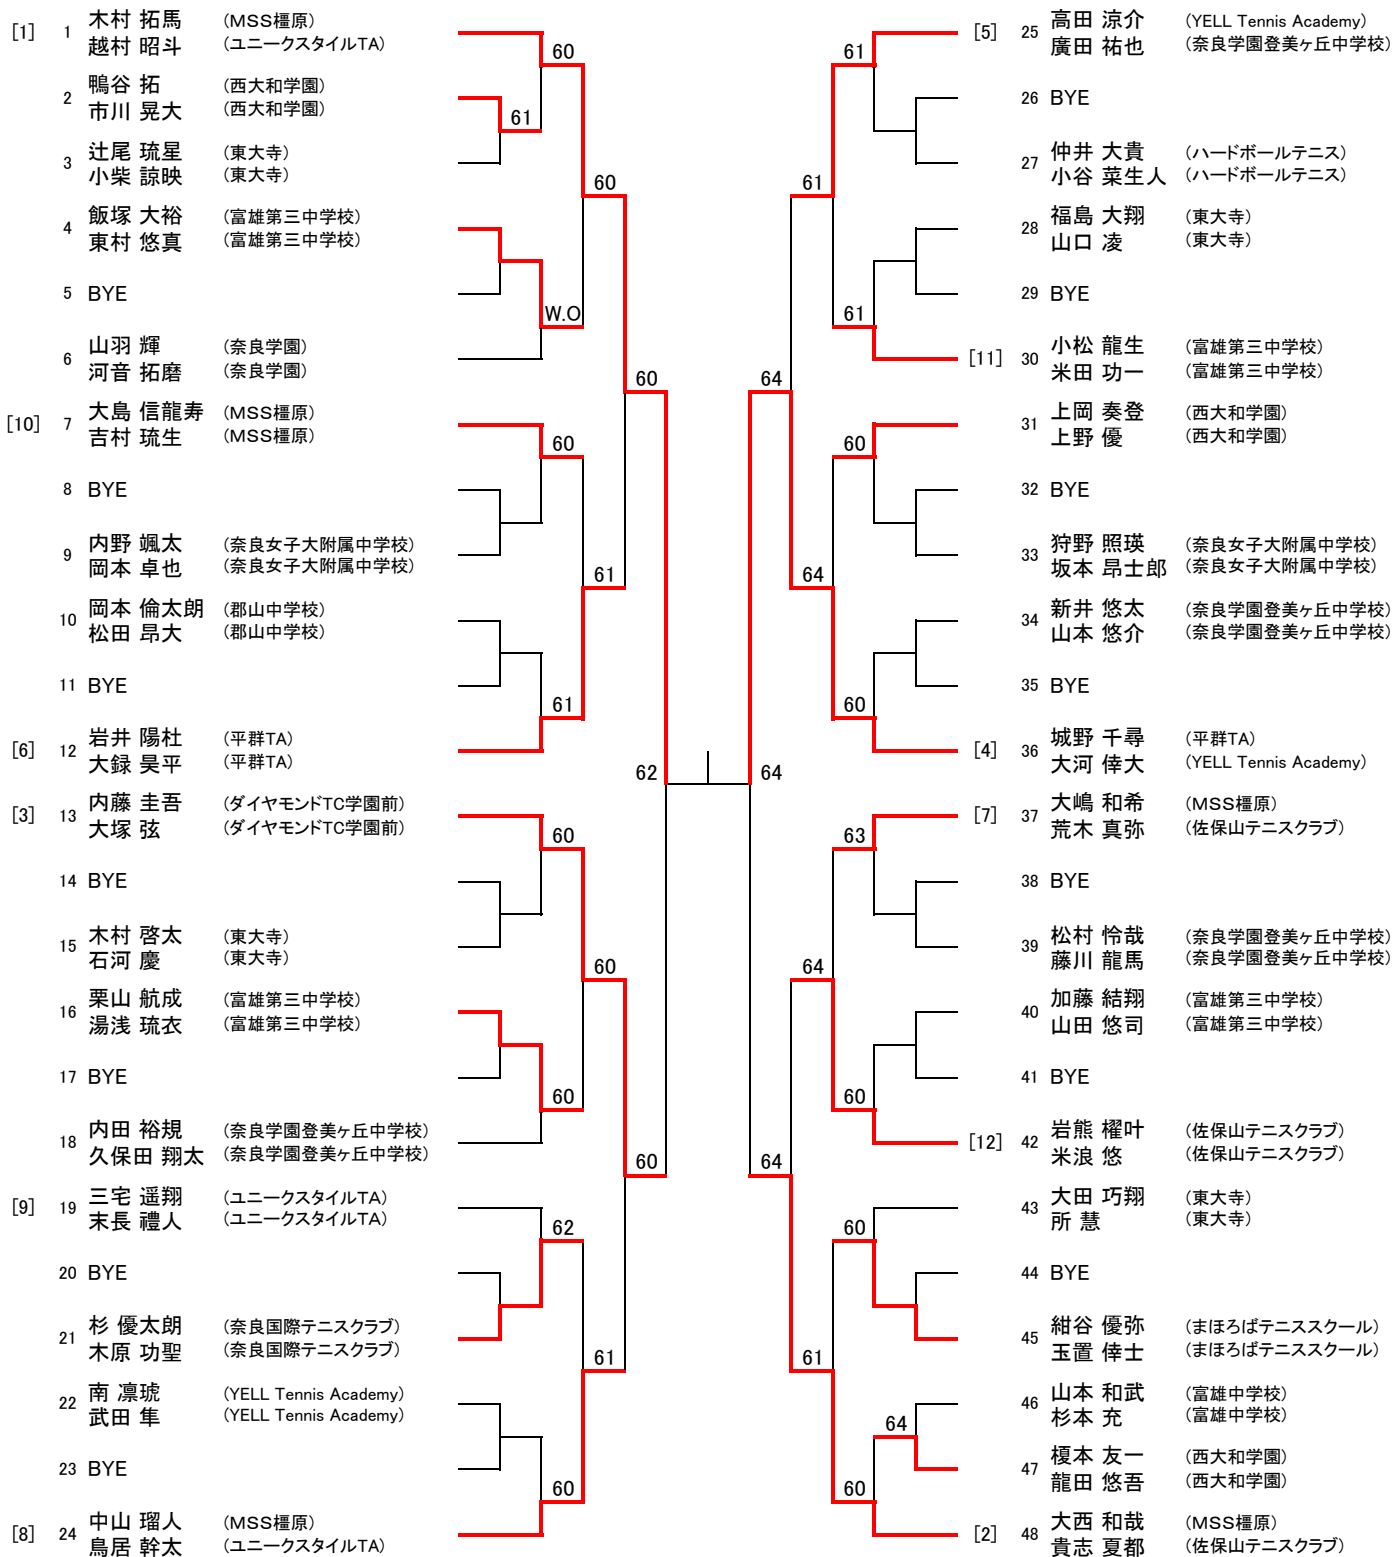 [1] 1 木村 拓馬 (MSS橿原)
越村 昭斗 (ユニークスタイルTA)
60
2 鴨谷 拓 (西大和学園)
市川 晃大 (西大和学園)
61
3 辻尾 琉星 (東大寺)
小柴 諒映 (東大寺)
60
4 飯塚 大裕 (富雄第三中学校)
東村 悠真 (富雄第三中学校)
5 BYE
W.O
6 山羽 輝 (奈良学園)
河音 拓磨 (奈良学園)
60
[10] 7 大島 信龍寿 (MSS橿原)
吉村 琉生 (MSS橿原)
60
8 BYE
9 内野 颯太 (奈良女子大附属中学校)
岡本 卓也 (奈良女子大附属中学校)
61
10 岡本 倫太朗 (郡山中学校)
松田 昂大 (郡山中学校)
11 BYE
61
[6] 12 岩井 陽杜 (平群TA)
大録 昊平 (平群TA)
62
[3] 13 内藤 圭吾 (ダイヤモンドTC学園前)
大塚 弦 (ダイヤモンドTC学園前)
60
14 BYE
15 木村 啓太 (東大寺)
石河 慶 (東大寺)
60
16 栗山 航成 (富雄第三中学校)
湯浅 琉衣 (富雄第三中学校)
17 BYE
60
18 内田 裕規 (奈良学園登美ヶ丘中学校)
久保田 翔太 (奈良学園登美ヶ丘中学校)
60
[9] 19 三宅 遥翔 (ユニークスタイルTA)
末長 禮人 (ユニークスタイルTA)
62
20 BYE
21 杉 優太朗 (奈良国際テニスクラブ)
木原 功聖 (奈良国際テニスクラブ)
61
22 南 凛琥 (YELL Tennis Academy)
武田 隼 (YELL Tennis Academy)
23 BYE
60
[8] 24 中山 瑠人 (MSS橿原)
鳥居 幹太 (ユニークスタイルTA)
[5] 25 高田 涼介 (YELL Tennis Academy)
廣田 祐也 (奈良学園登美ヶ丘中学校)
61
26 BYE
27 仲井 大貴 (ハードボールテニス)
小谷 菜生人 (ハードボールテニス)
61
28 福島 大翔 (東大寺)
山口 凌 (東大寺)
29 BYE
61
[11] 30 小松 龍生 (富雄第三中学校)
米田 功一 (富雄第三中学校)
64
31 上岡 奏登 (西大和学園)
上野 優 (西大和学園)
60
32 BYE
33 狩野 照瑛 (奈良女子大附属中学校)
坂本 昂士郎 (奈良女子大附属中学校)
64
34 新井 悠太 (奈良学園登美ヶ丘中学校)
山本 悠介 (奈良学園登美ヶ丘中学校)
35 BYE
60
[4] 36 城野 千尋 (平群TA)
大河 倖大 (YELL Tennis Academy)
64
[7] 37 大嶋 和希 (MSS橿原)
荒木 真弥 (佐保山テニスクラブ)
63
38 BYE
39 松村 怜哉 (奈良学園登美ヶ丘中学校)
藤川 龍馬 (奈良学園登美ヶ丘中学校)
64
40 加藤 結翔 (富雄第三中学校)
山田 悠司 (富雄第三中学校)
41 BYE
60
[12] 42 岩熊 櫂叶 (佐保山テニスクラブ)
米浪 悠 (佐保山テニスクラブ)
64
43 大田 巧翔 (東大寺)
所 慧 (東大寺)
60
44 BYE
45 紺谷 優弥 (まほろばテニススクール)
玉置 倖士 (まほろばテニススクール)
61
46 山本 和武 (富雄中学校)
杉本 充 (富雄中学校)
64
47 榎本 友一 (西大和学園)
龍田 悠吾 (西大和学園)
60
[2] 48 大西 和哉 (MSS橿原)
貴志 夏都 (佐保山テニスクラブ)